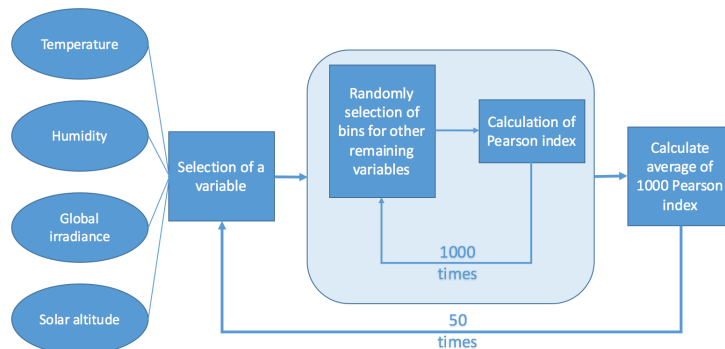 Temperature
Humidity
Global
irradiance
Solar altitude
Selection of a
variable
Randomly
selection of
bins for other
remaining
variables
Calculation of
Pearson index
1000
times
Calculate
average of
1000 Pearson
index
50
times